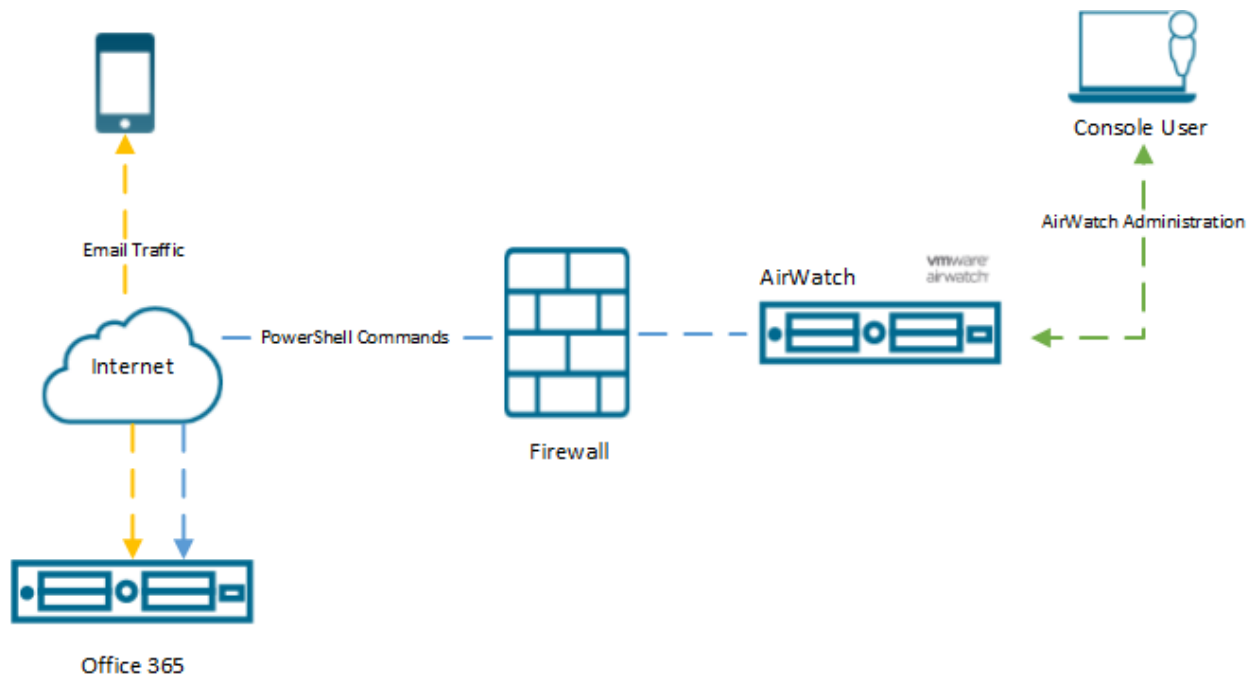 Console User
AirWatch Administration
Email Traffic
vmware
airwatch
AirWatch
PowerShell Commands
Internet
Firewall
Office 365